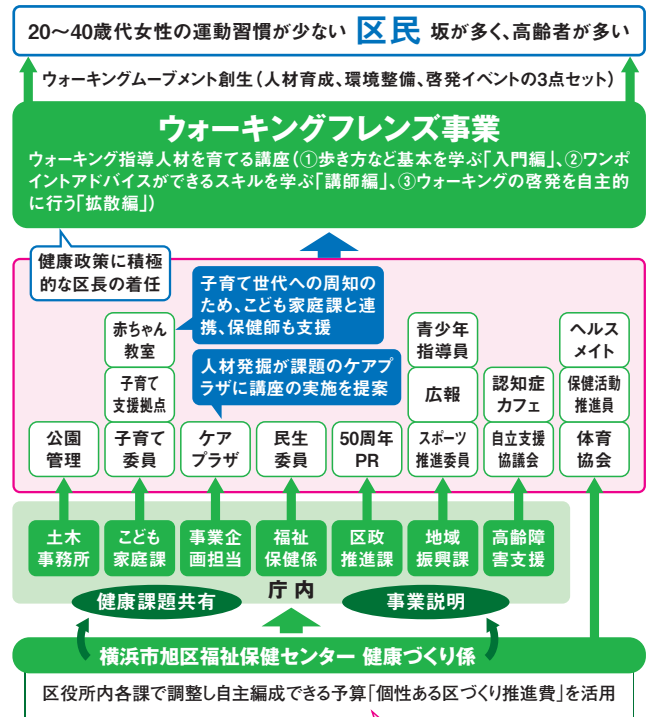 20～40歳代女性の運動習慣が少ない 区民 坂が多く、高齢者が多い
ウォーキングムーブメント創生（人材育成、環境整備、啓発イベントの3点セット）
ウォーキングフレンズ事業
ウォーキング指導人材を育てる講座（①歩き方など基本を学ぶ「入門編」、②ワンポ
イントアドバイスができるスキルを学ぶ「講師編」、③ウォーキングの啓発を自主的
に行う「拡散編」）
健康政策に積極
的な区長の着任
子育て世代への周知の
ため、こども家庭課と連
携、保健師も支援
人材発掘が課題のケアプ
ラザに講座の実施を提案
赤ちゃん
教室
子育て
支援拠点
青少年
指導員
広報
認知症
カフェ
ヘルス
メイト
保健活動
推進員
公園
管理
子育て
委員
ケア
プラザ
民生
委員
50周年
PR
スポーツ
推進委員
自立支援
協議会
体育
協会
土木
事務所
こども
家庭課
事業企
画担当
福祉
保健係
区政
推進課
地域
振興課
高齢障
害支援
健康課題共有
庁内
事業説明
横浜市旭区福祉保健センター 健康づくり係
区役所内各課で調整し自主編成できる予算「個性ある区づくり推進費」を活用